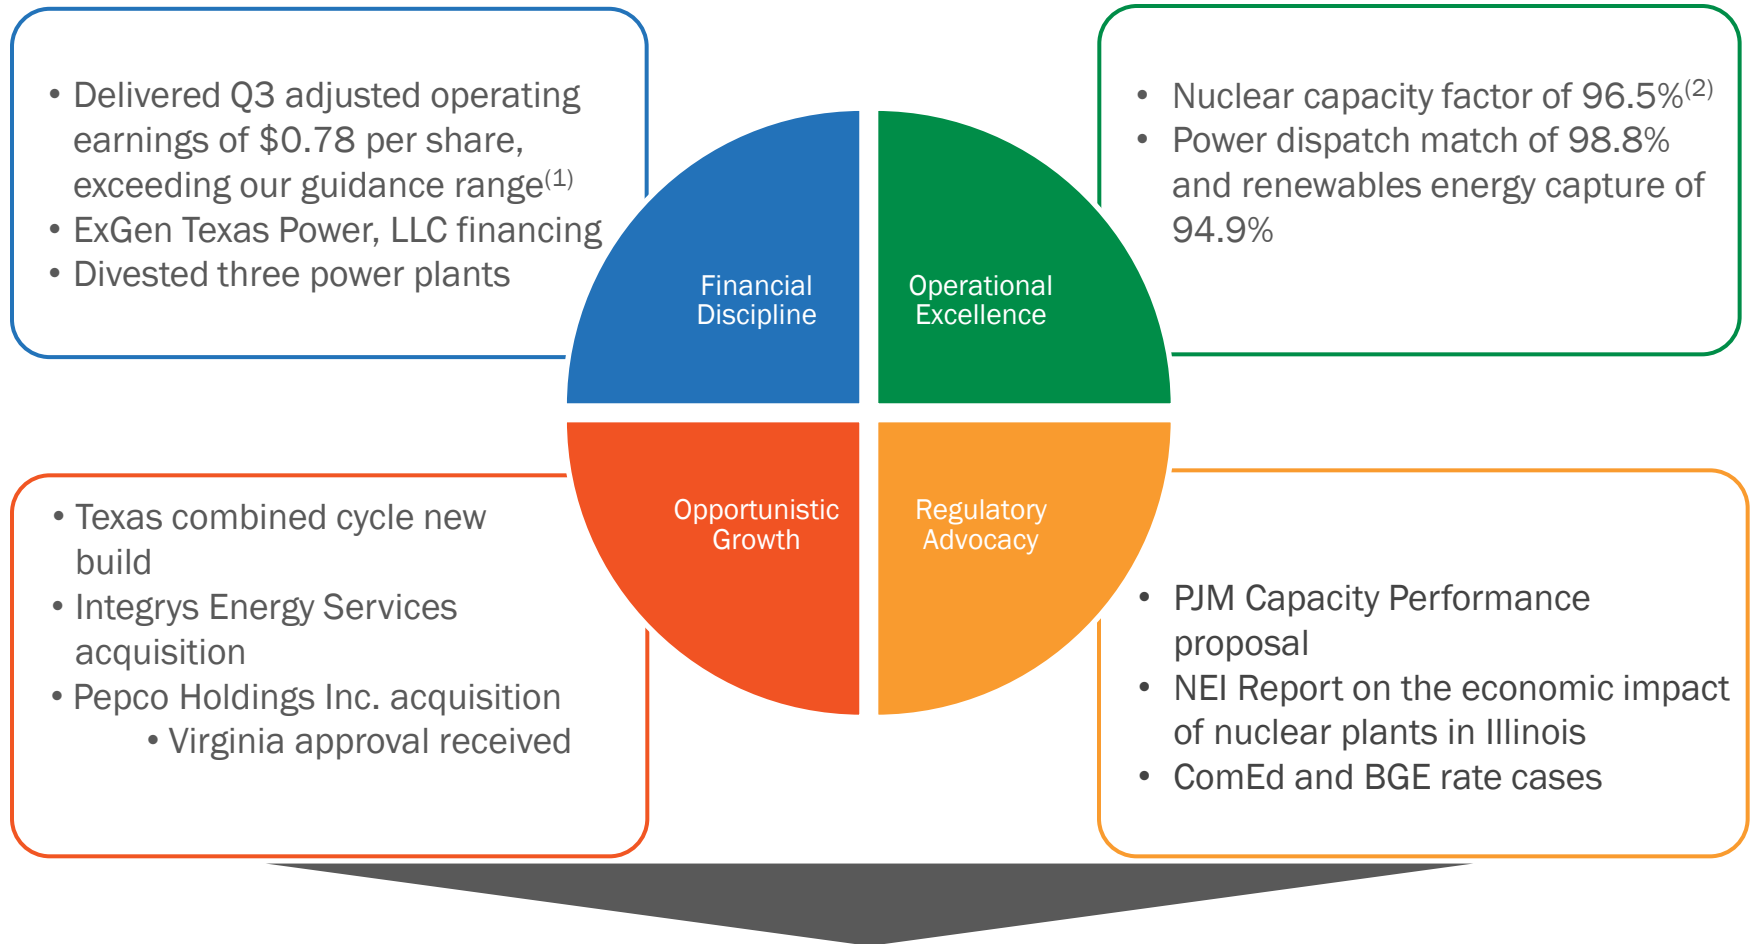 • Delivered Q3 adjusted operating
earnings of $0.78 per share,
exceeding our guidance range(1)
• ExGen Texas Power, LLC financing
• Divested three power plants
• Nuclear capacity factor of 96.5%(2)
• Power dispatch match of 98.8%
and renewables energy capture of
94.9%
Financial
Discipline
Operational
Excellence
Opportunistic
Growth
Regulatory
Advocacy
• Texas combined cycle new
build
• Integrys Energy Services
acquisition
• Pepco Holdings Inc. acquisition
• Virginia approval received
• PJM Capacity Performance
proposal
• NEI Report on the economic impact
of nuclear plants in Illinois
• ComEd and BGE rate cases